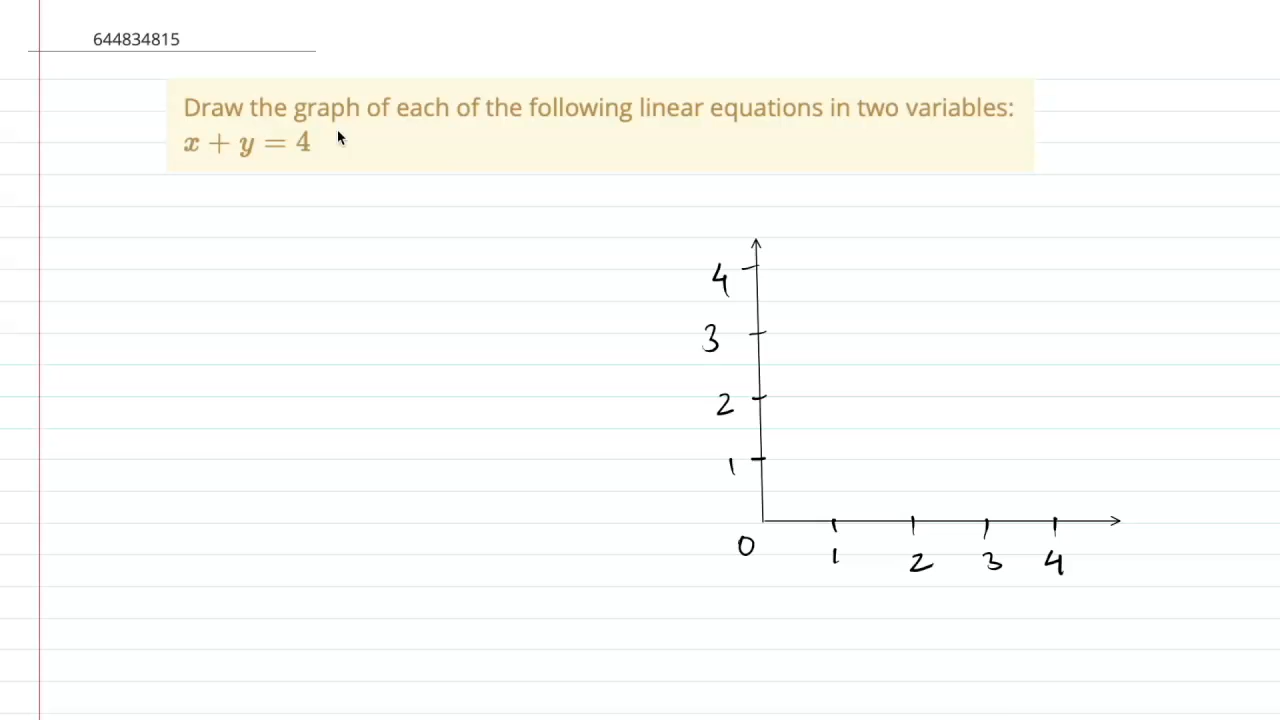 644834815
Draw the graph of each of the following linear equations in two variables:
x + y = 4
4
3
2
1
0 1 2 3 4